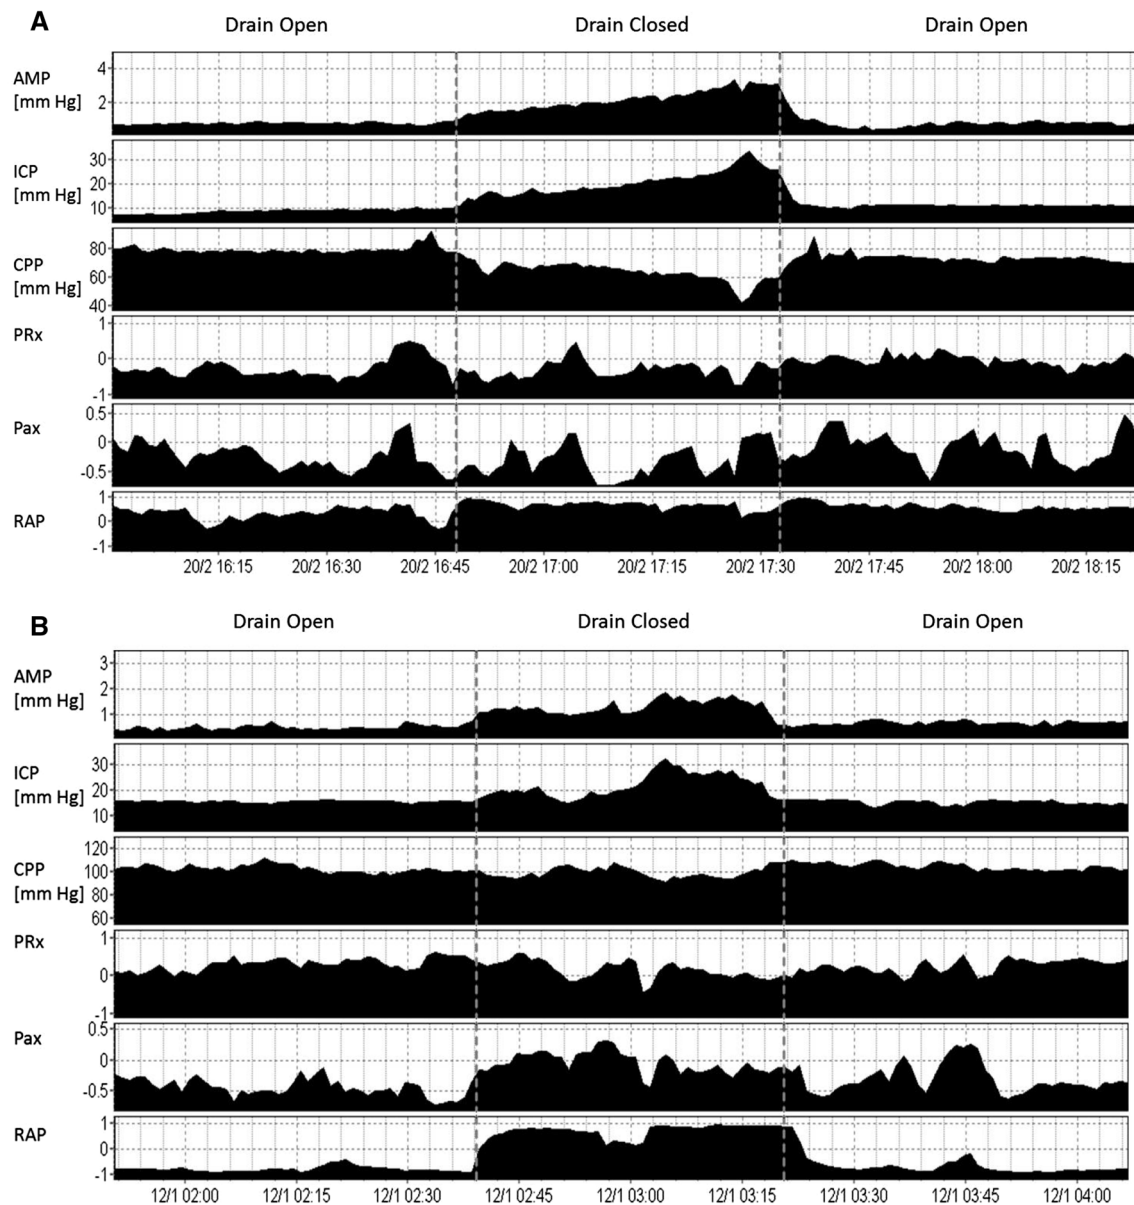 A
Drain Open Drain Closed Drain Open
AMP
[mm Hg]
4
2
ICP
[mm Hg]
30
20
10
CPP
[mm Hg]
80
60
40
PRx
1
0
-1
Pax
0.5
0
-0.5
RAP
1
0
-1
20/2 16:15 20/2 16:30 20/2 16:45 20/2 17:00 20/2 17:15 20/2 17:30 20/2 17:45 20/2 18:00 20/2 18:15
B
Drain Open Drain Closed Drain Open
AMP
[mm Hg]
3
2
1
ICP
[mm Hg]
30
20
10
CPP
[mm Hg]
120
100
80
60
PRx
1
0
-1
Pax
0.5
0
-0.5
RAP
1
0
-1
12/1 02:00 12/1 02:15 12/1 02:30 12/1 02:45 12/1 03:00 12/1 03:15 12/1 03:30 12/1 03:45 12/1 04:00